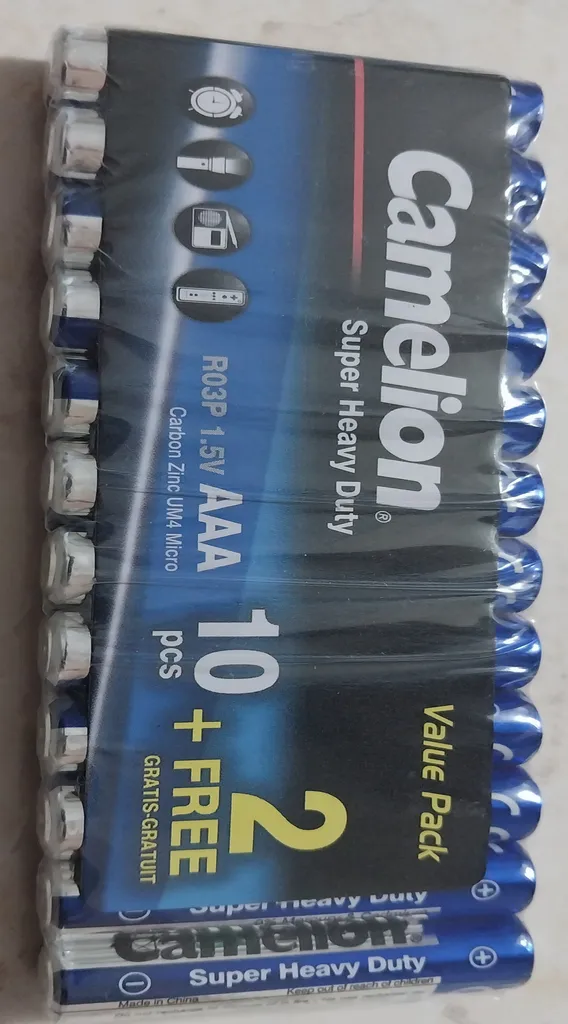 Camelion®
Super Heavy Duty
Value Pack
R03P 1.5V AAA
Carbon Zinc UM4 Micro
10
pcs
+ 2
FREE
GRATIS-GRATUIT
Super Heavy Duty
Camelion®
Super Heavy Duty
Keep out of reach of children
Made in China